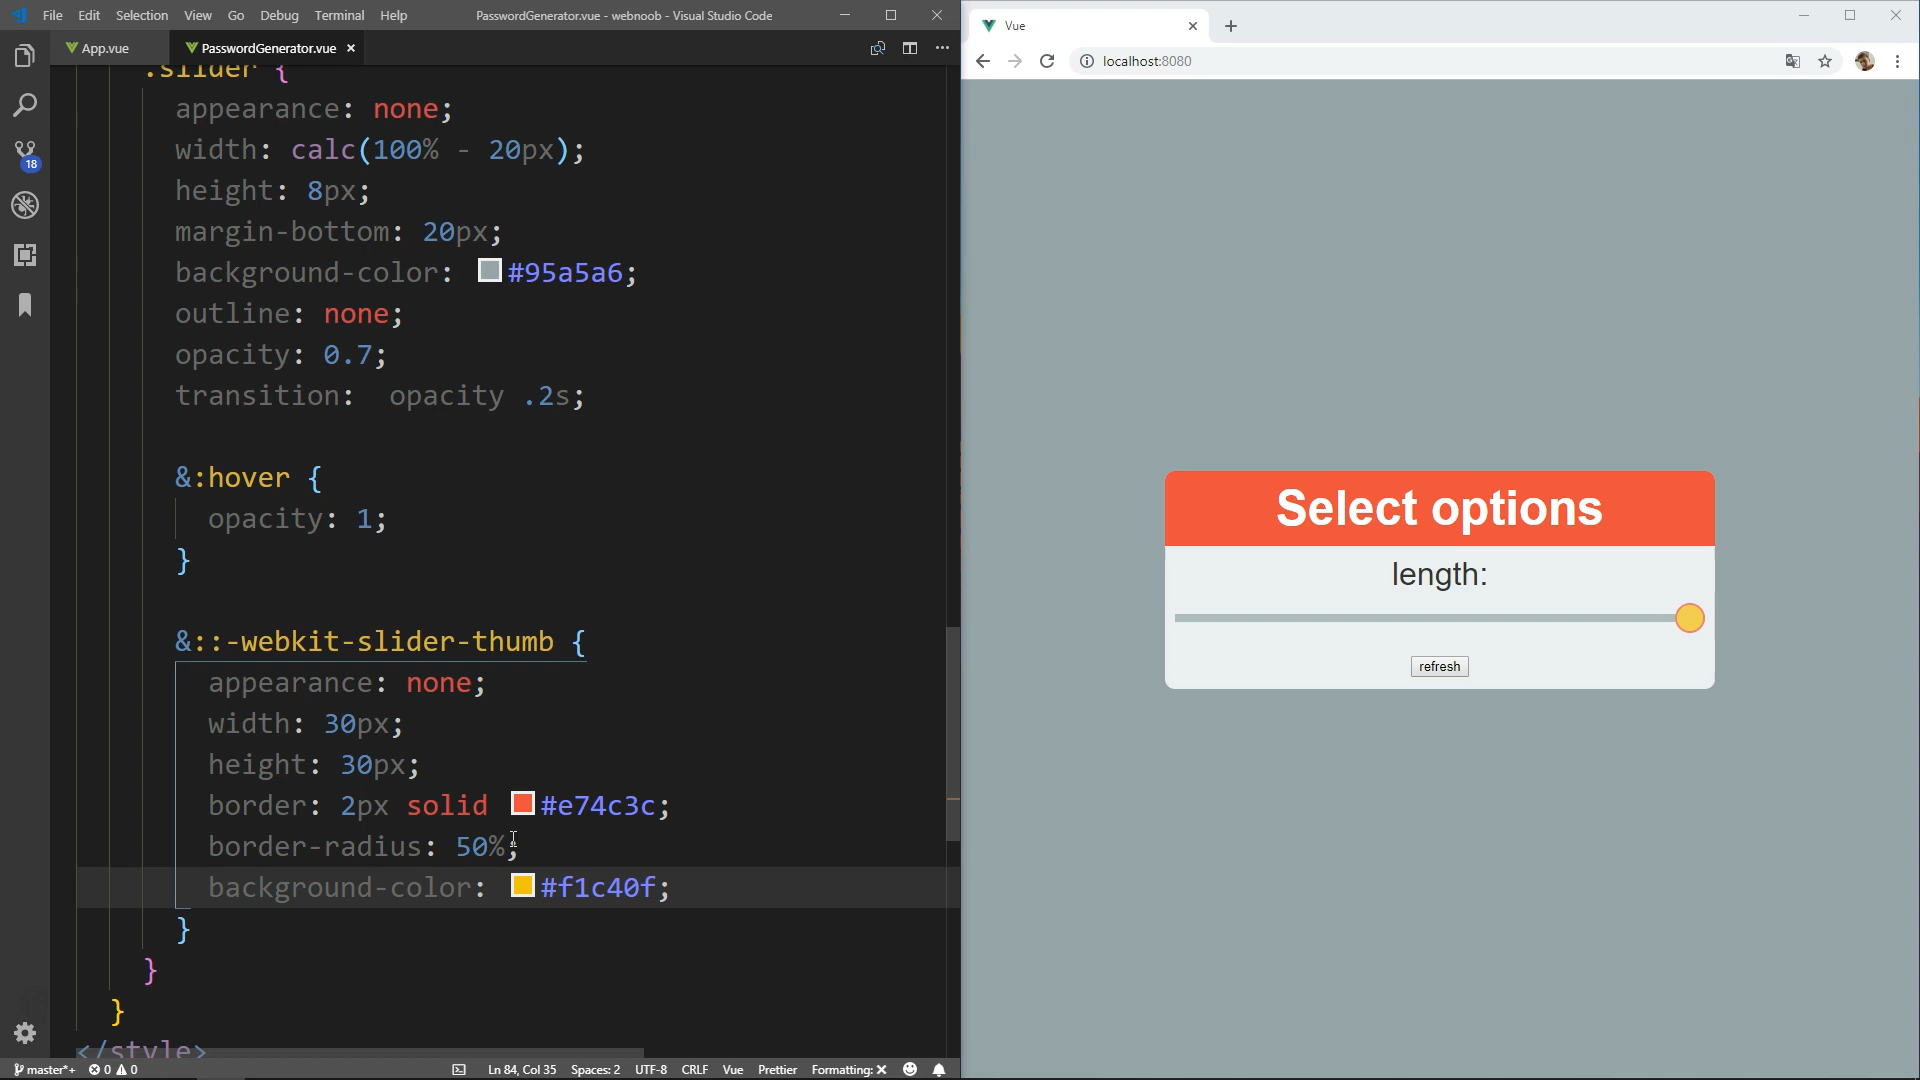 File Edit Selection View Go Debug Terminal Help PasswordGenerator.vue - webnoob - Visual Studio Code
App.vue PasswordGenerator.vue
.slider {
appearance: none;
width: calc(100% - 20px);
height: 8px;
margin-bottom: 20px;
background-color: #95a5a6;
outline: none;
opacity: 0.7;
transition: opacity .2s;
&:hover {
opacity: 1;
}
&::-webkit-slider-thumb {
appearance: none;
width: 30px;
height: 30px;
border: 2px solid #e74c3c;
border-radius: 50%;
background-color: #f1c40f;
}
}
}
</style>
18
master*+ 0 0 Ln 84, Col 35 Spaces: 2 UTF-8 CRLF Vue Prettier Formatting: ×
Vue
localhost:8080
Select options
length:
refresh